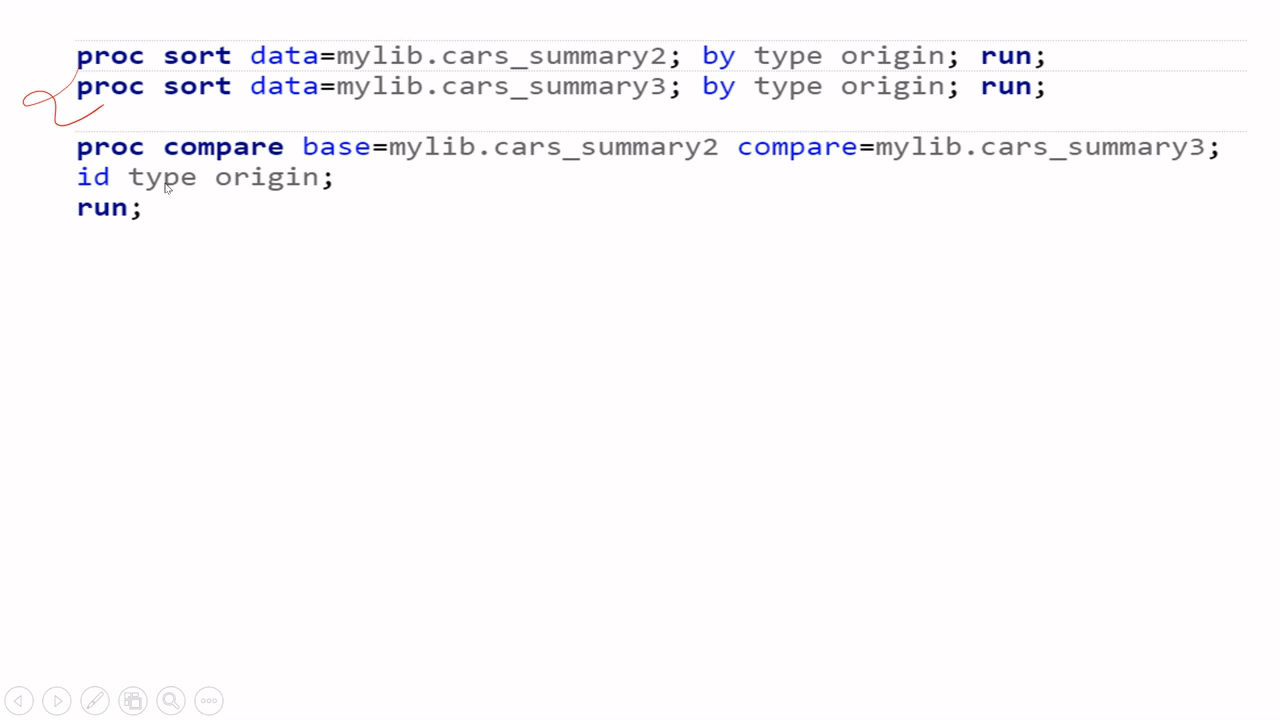 proc sort data=mylib.cars_summary2; by type origin; run;
proc sort data=mylib.cars_summary3; by type origin; run;
proc compare base=mylib.cars_summary2 compare=mylib.cars_summary3;
id type origin;
run;